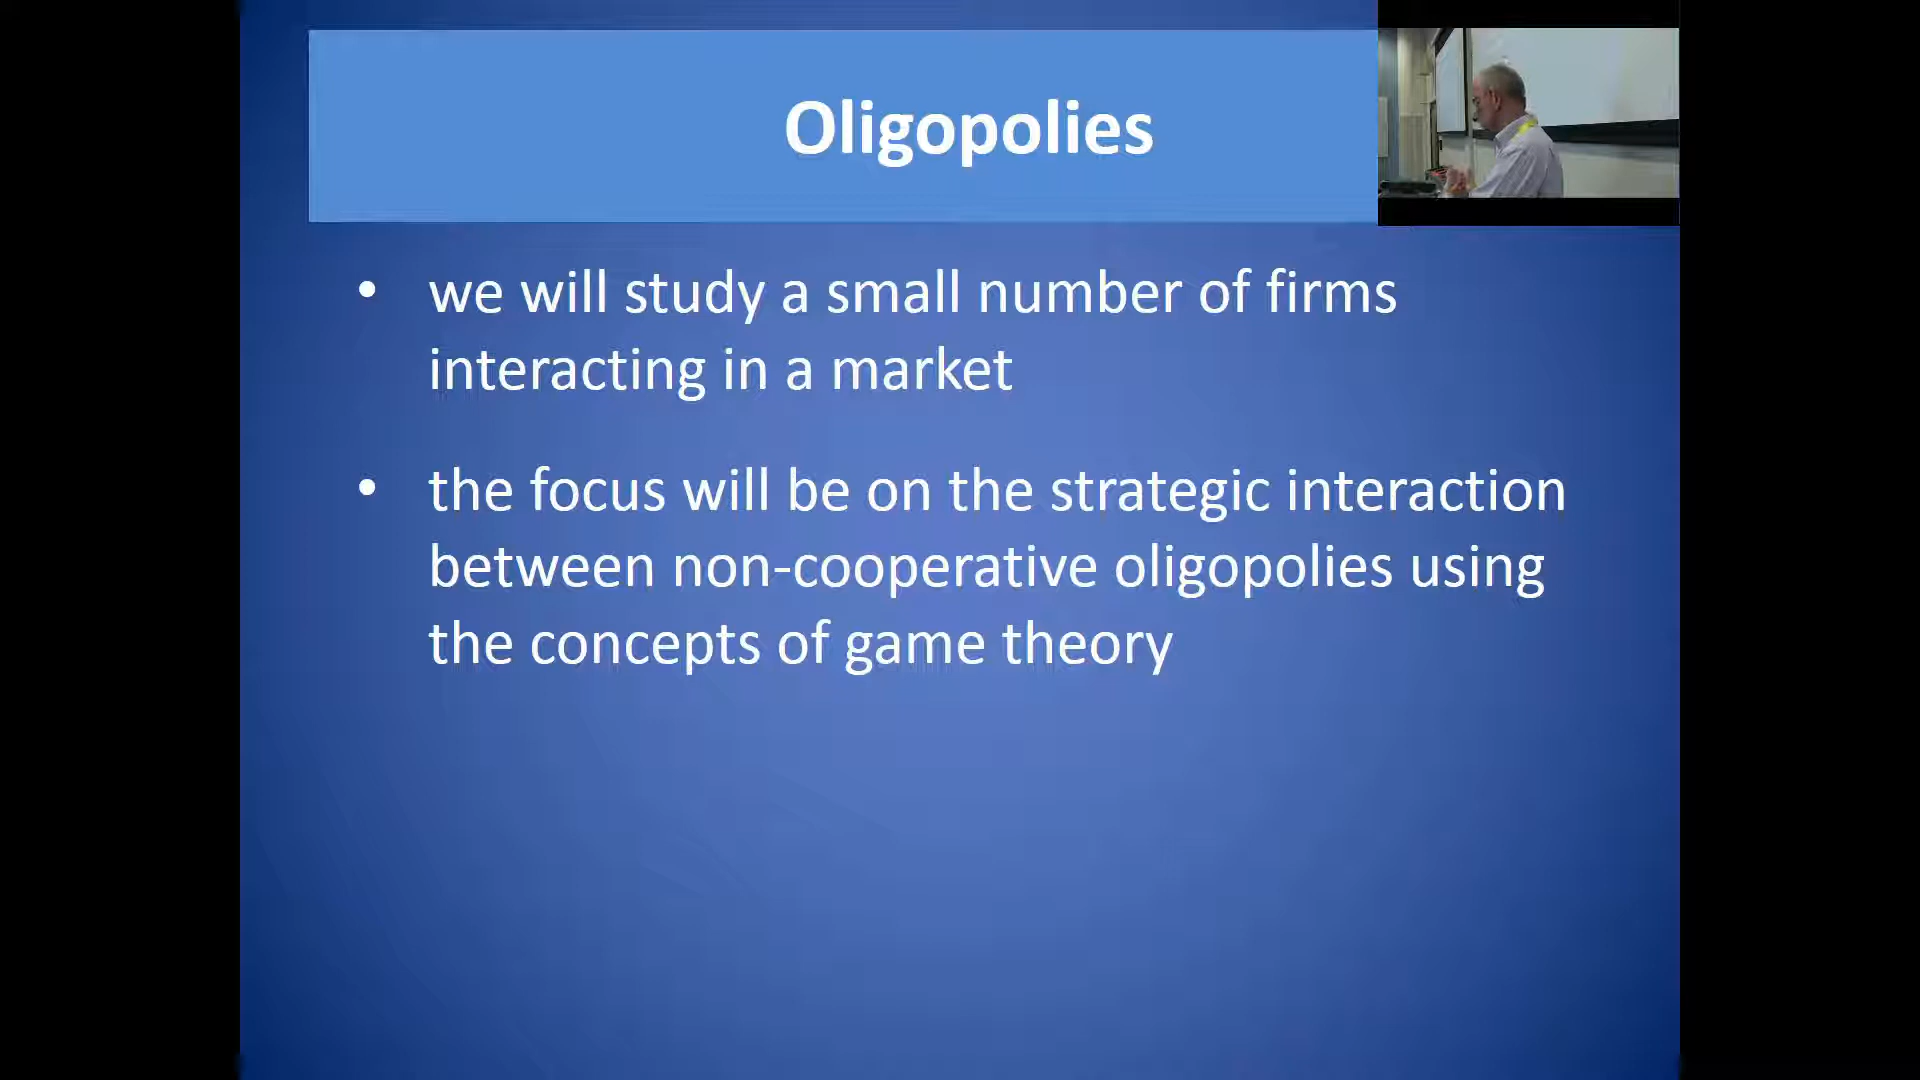 Oligopolies
• we will study a small number of firms
interacting in a market
• the focus will be on the strategic interaction
between non-cooperative oligopolies using
the concepts of game theory